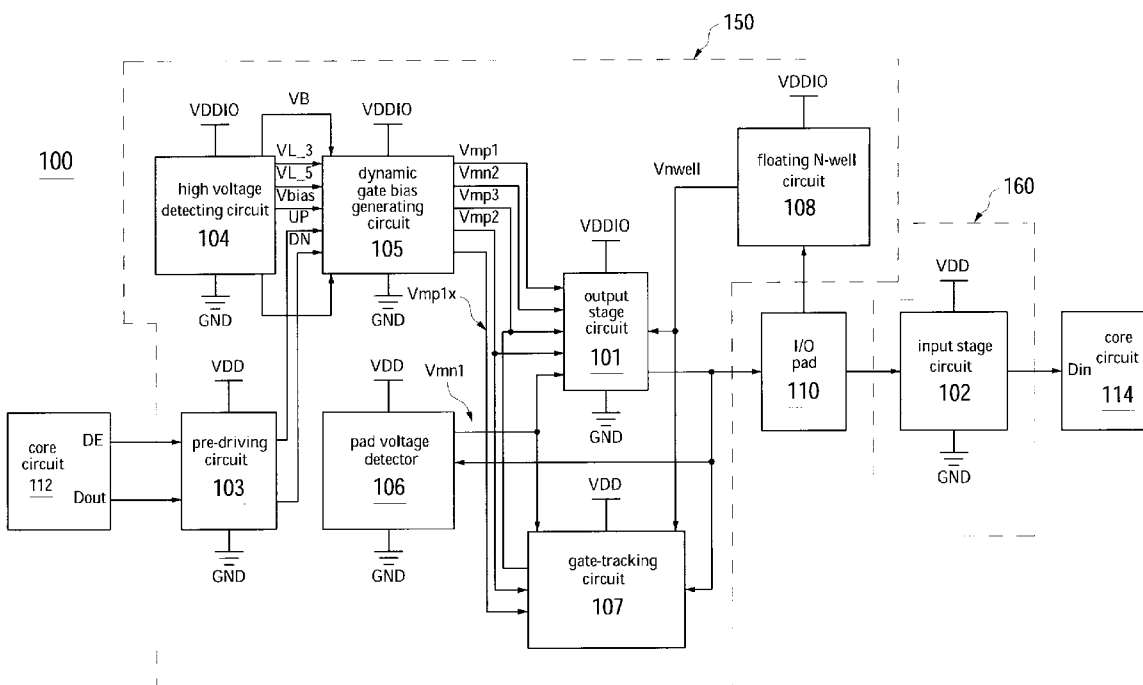 150
VDDIO
VB
VDDIO
VDDIO
100
VL_3
VL_5
Vbias
UP
DN
high voltage
detecting circuit
104
dynamic
gate bias
generating
circuit
105
Vmp1
Vmn2
Vmp3
Vmp2
Vnwell
floating N-well
circuit
108
160
VDDIO
VDD
GND
GND
Vmp1x
output
stage
circuit
101
I/O
pad
110
input stage
circuit
102
Din
core
circuit
114
VDD
VDD
Vmn1
GND
GND
core
circuit
112
DE
Dout
pre-driving
circuit
103
pad voltage
detector
106
VDD
GND
GND
gate-tracking
circuit
107